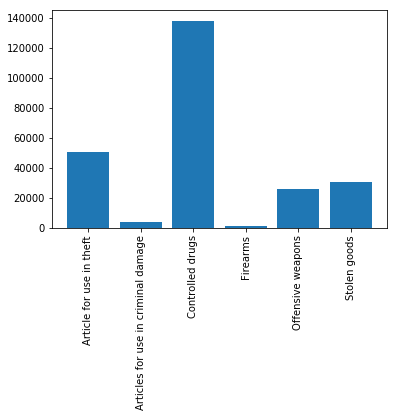 140000
120000
100000
80000
60000
40000
20000
0
Article for use in theft
Articles for use in criminal damage
Controlled drugs
Firearms
Offensive weapons
Stolen goods